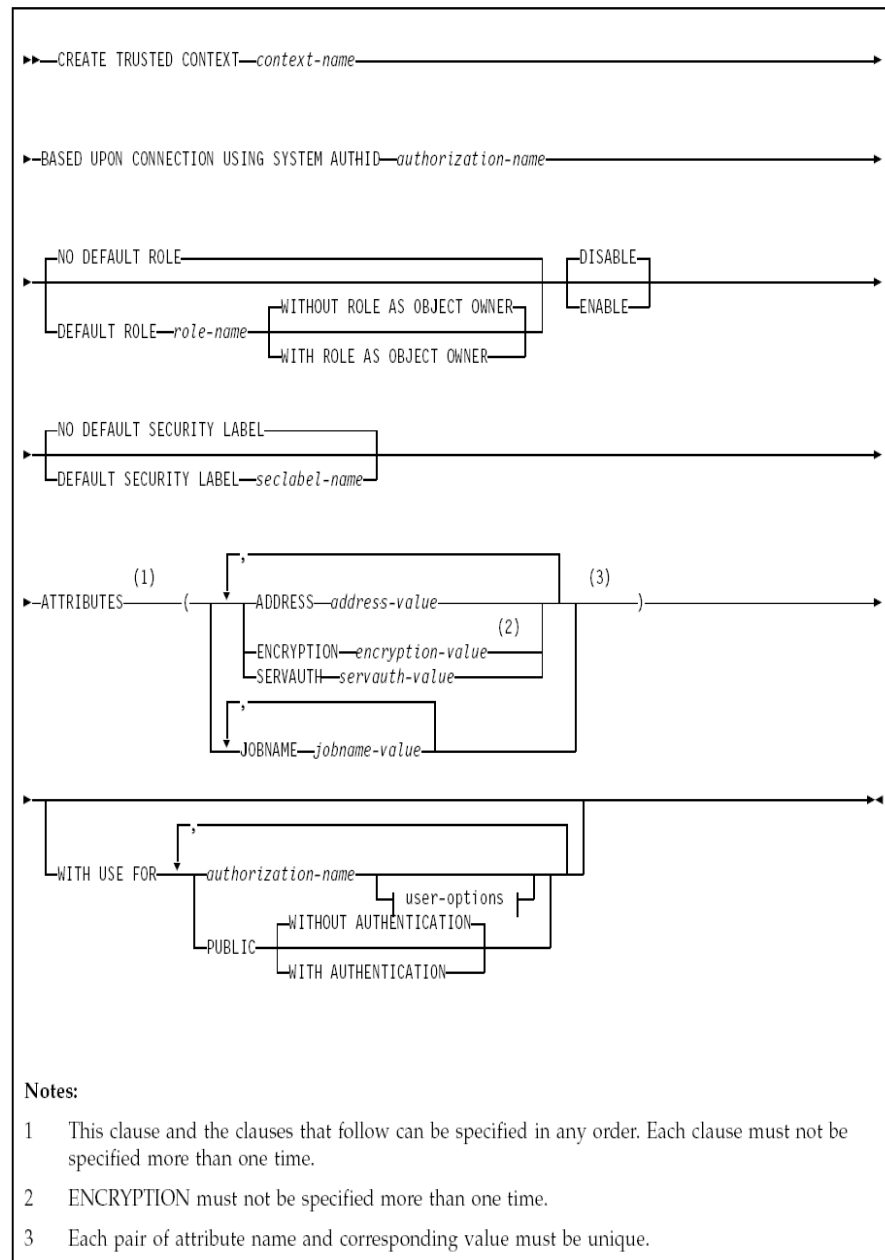 CREATE TRUSTED CONTEXT context-name
BASED UPON CONNECTION USING SYSTEM AUTHID authorization-name
NO DEFAULT ROLE
DEFAULT ROLE role-name
WITHOUT ROLE AS OBJECT OWNER
WITH ROLE AS OBJECT OWNER
DISABLE
ENABLE
NO DEFAULT SECURITY LABEL
DEFAULT SECURITY LABEL seclabel-name
,
ATTRIBUTES (1) ( ADDRESS address-value (3) )
ENCRYPTION encryption-value (2)
SERVAUTH servauth-value
,
JOBNAME jobname-value
,
WITH USE FOR authorization-name
user-options
PUBLIC
WITHOUT AUTHENTICATION
WITH AUTHENTICATION
Notes:
1 This clause and the clauses that follow can be specified in any order. Each clause must not be
specified more than one time.
2 ENCRYPTION must not be specified more than one time.
3 Each pair of attribute name and corresponding value must be unique.